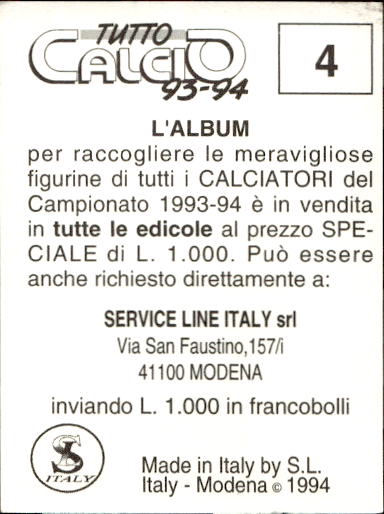 TUTTO
CALCIO
93-94
4
L'ALBUM
per raccogliere le meravigliose
figurine di tutti i CALCIATORI del
Campionato 1993-94 è in vendita
in tutte le edicole al prezzo SPE-
CIALE di L. 1.000. Può essere
anche richiesto direttamente a:
SERVICE LINE ITALY srl
Via San Faustino,157/i
41100 MODENA
inviando L. 1.000 in francobolli
SL
ITALY
Made in Italy by S.L.
Italy - Modena © 1994